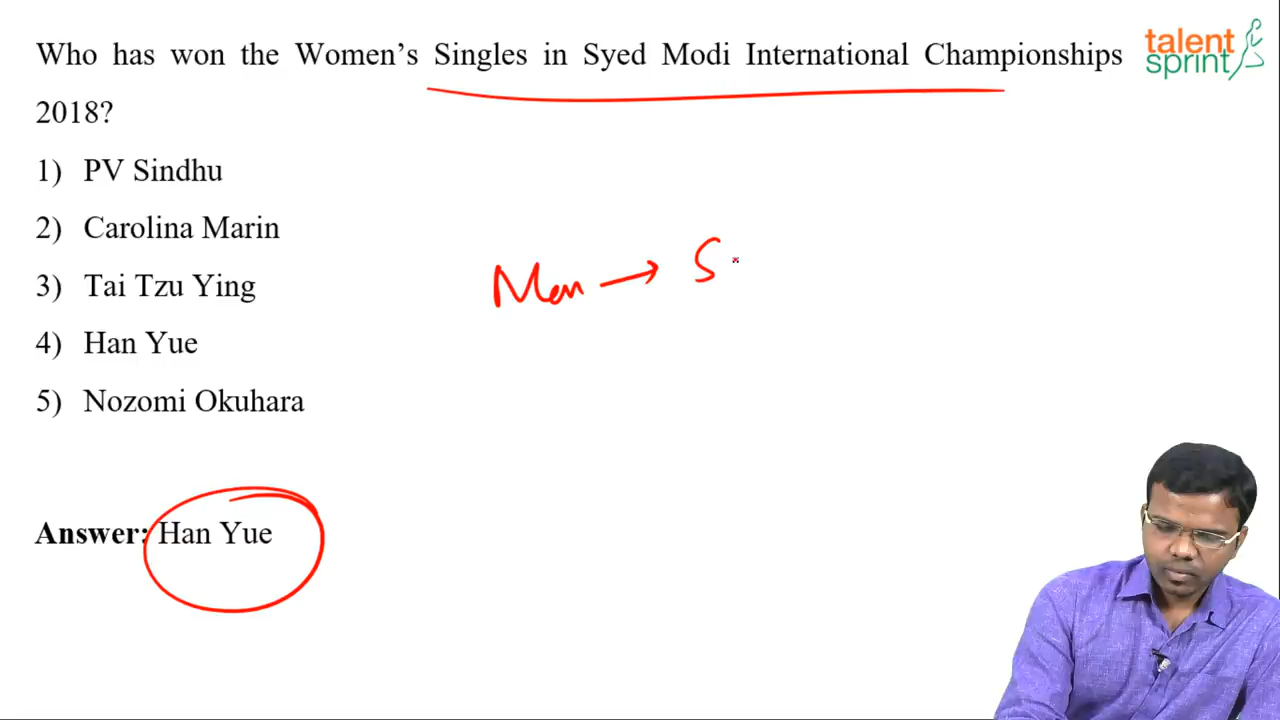 Who has won the Women’s Singles in Syed Modi International Championships
2018?
talent
sprint
1) PV Sindhu
2) Carolina Marin
3) Tai Tzu Ying
4) Han Yue
5) Nozomi Okuhara
Men → S
Answer: Han Yue